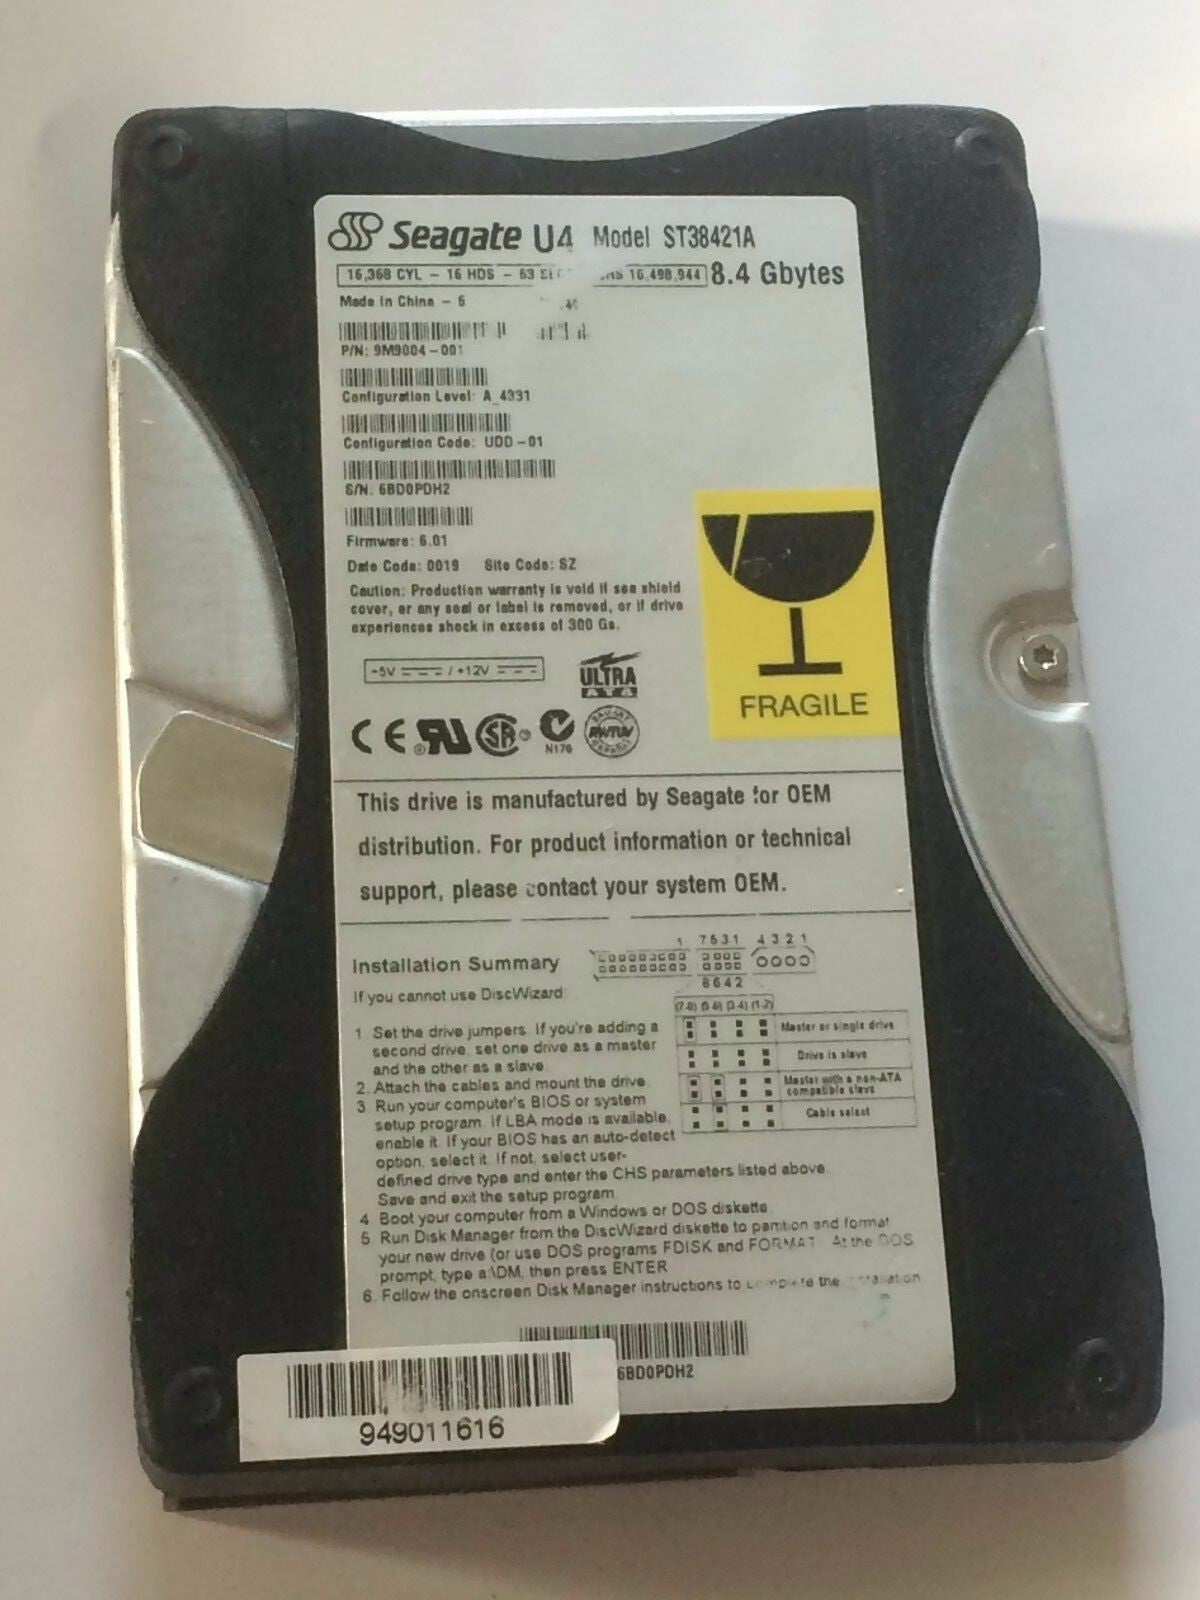 Seagate U4 Model ST38421A
16,368 CYL - 16 HDS - 63 16,498,944 8.4 Gbytes
Made in China - 6
P/N: 9M9004-001
Configuration Level: A_4331
Configuration Code: UDD-01
S/N: 6BD0PDH2
Firmware: 6.01
Date Code: 0019 Site Code: SZ
Caution: Production warranty is void if sea shield
cover, or any seal or label is removed, or if drive
experiences shock in excess of 300 Gs.
+5V / +12V
ULTRA
ATA
CE
N176
FRAGILE
This drive is manufactured by Seagate for OEM
distribution. For product information or technical
support, please contact your system OEM.
1 7531 4321
8642
Installation Summary
If you cannot use DiscWizard:
(7-8) (5-6) (3-4) (1-2)
Master or single drive
Drive is slave
Master with a non-ATA
compatible slave
Cable select
1. Set the drive jumpers. If you're adding a
second drive, set one drive as a master
and the other as a slave.
2. Attach the cables and mount the drive.
3. Run your computer's BIOS or system
setup program. If LBA mode is available,
enable it. If your BIOS has an auto-detect
option, select it. If not, select user-
defined drive type and enter the CHS parameters listed above.
Save and exit the setup program.
4 Boot your computer from a Windows or DOS diskette.
5. Run Disk Manager from the DiscWizard diskette to partition and format
your new drive (or use DOS programs FDISK and FORMAT. At the DOS
prompt, type a:\DM, then press ENTER
6. Follow the onscreen Disk Manager instructions to complete the installation
6BD0PDH2
949011616